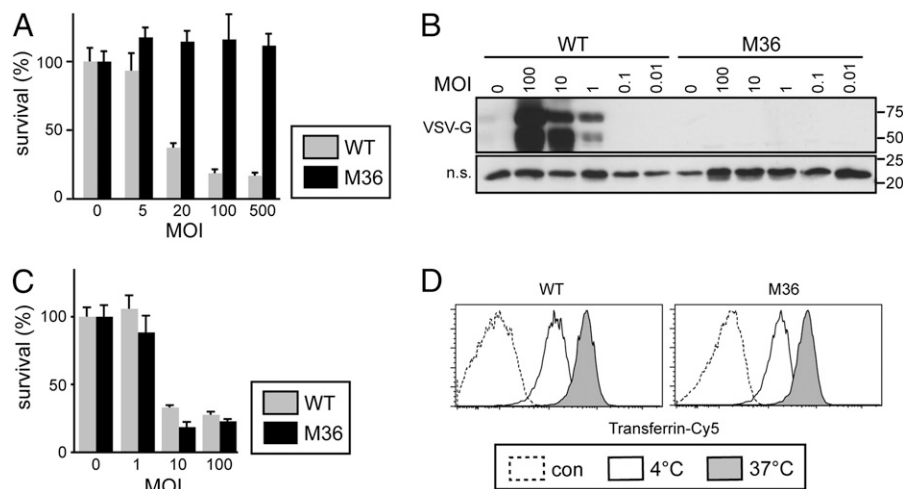 A
survival (%)
100
50
0
0 5 20 100 500
MOI
WT
M36
B
WT M36
MOI 0 100 10 1 0.1 0.01 0 100 10 1 0.1 0.01
VSV-G
75
50
n.s.
25
20
C
survival (%)
100
50
0
0 1 10 100
MOI
WT
M36
D
WT M36
Transferrin-Cy5
con 4°C 37°C